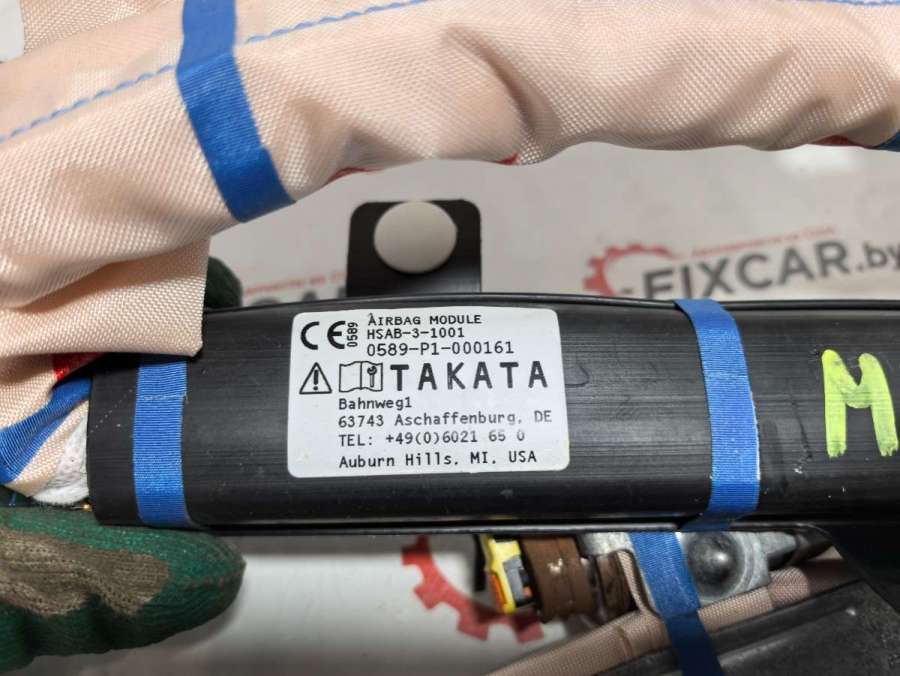 FIXCAR.by
CE 0589
AIRBAG MODULE
HSAB-3-1001
0589-P1-000161
TAKATA
Bahnweg1
63743 Aschaffenburg, DE
TEL: +49(0)6021 65 0
Auburn Hills, MI, USA
M